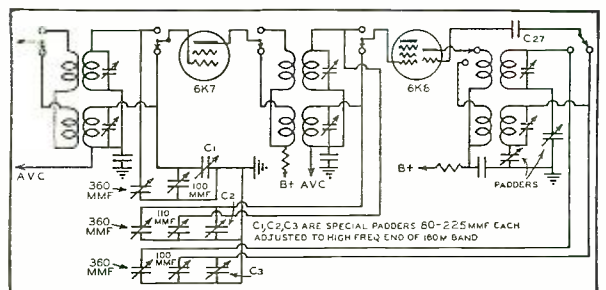 C27
6K7
6K8
AVC
B+
AVC
B+
PADDERS
C1
360 MMF
100 MMF
C2
360 MMF
110 MMF
C1,C2,C3 ARE SPECIAL PADDERS 80-225MMF EACH
ADJUSTED TO HIGH FREQ END OF 160M BAND
360 MMF
100 MMF
C3